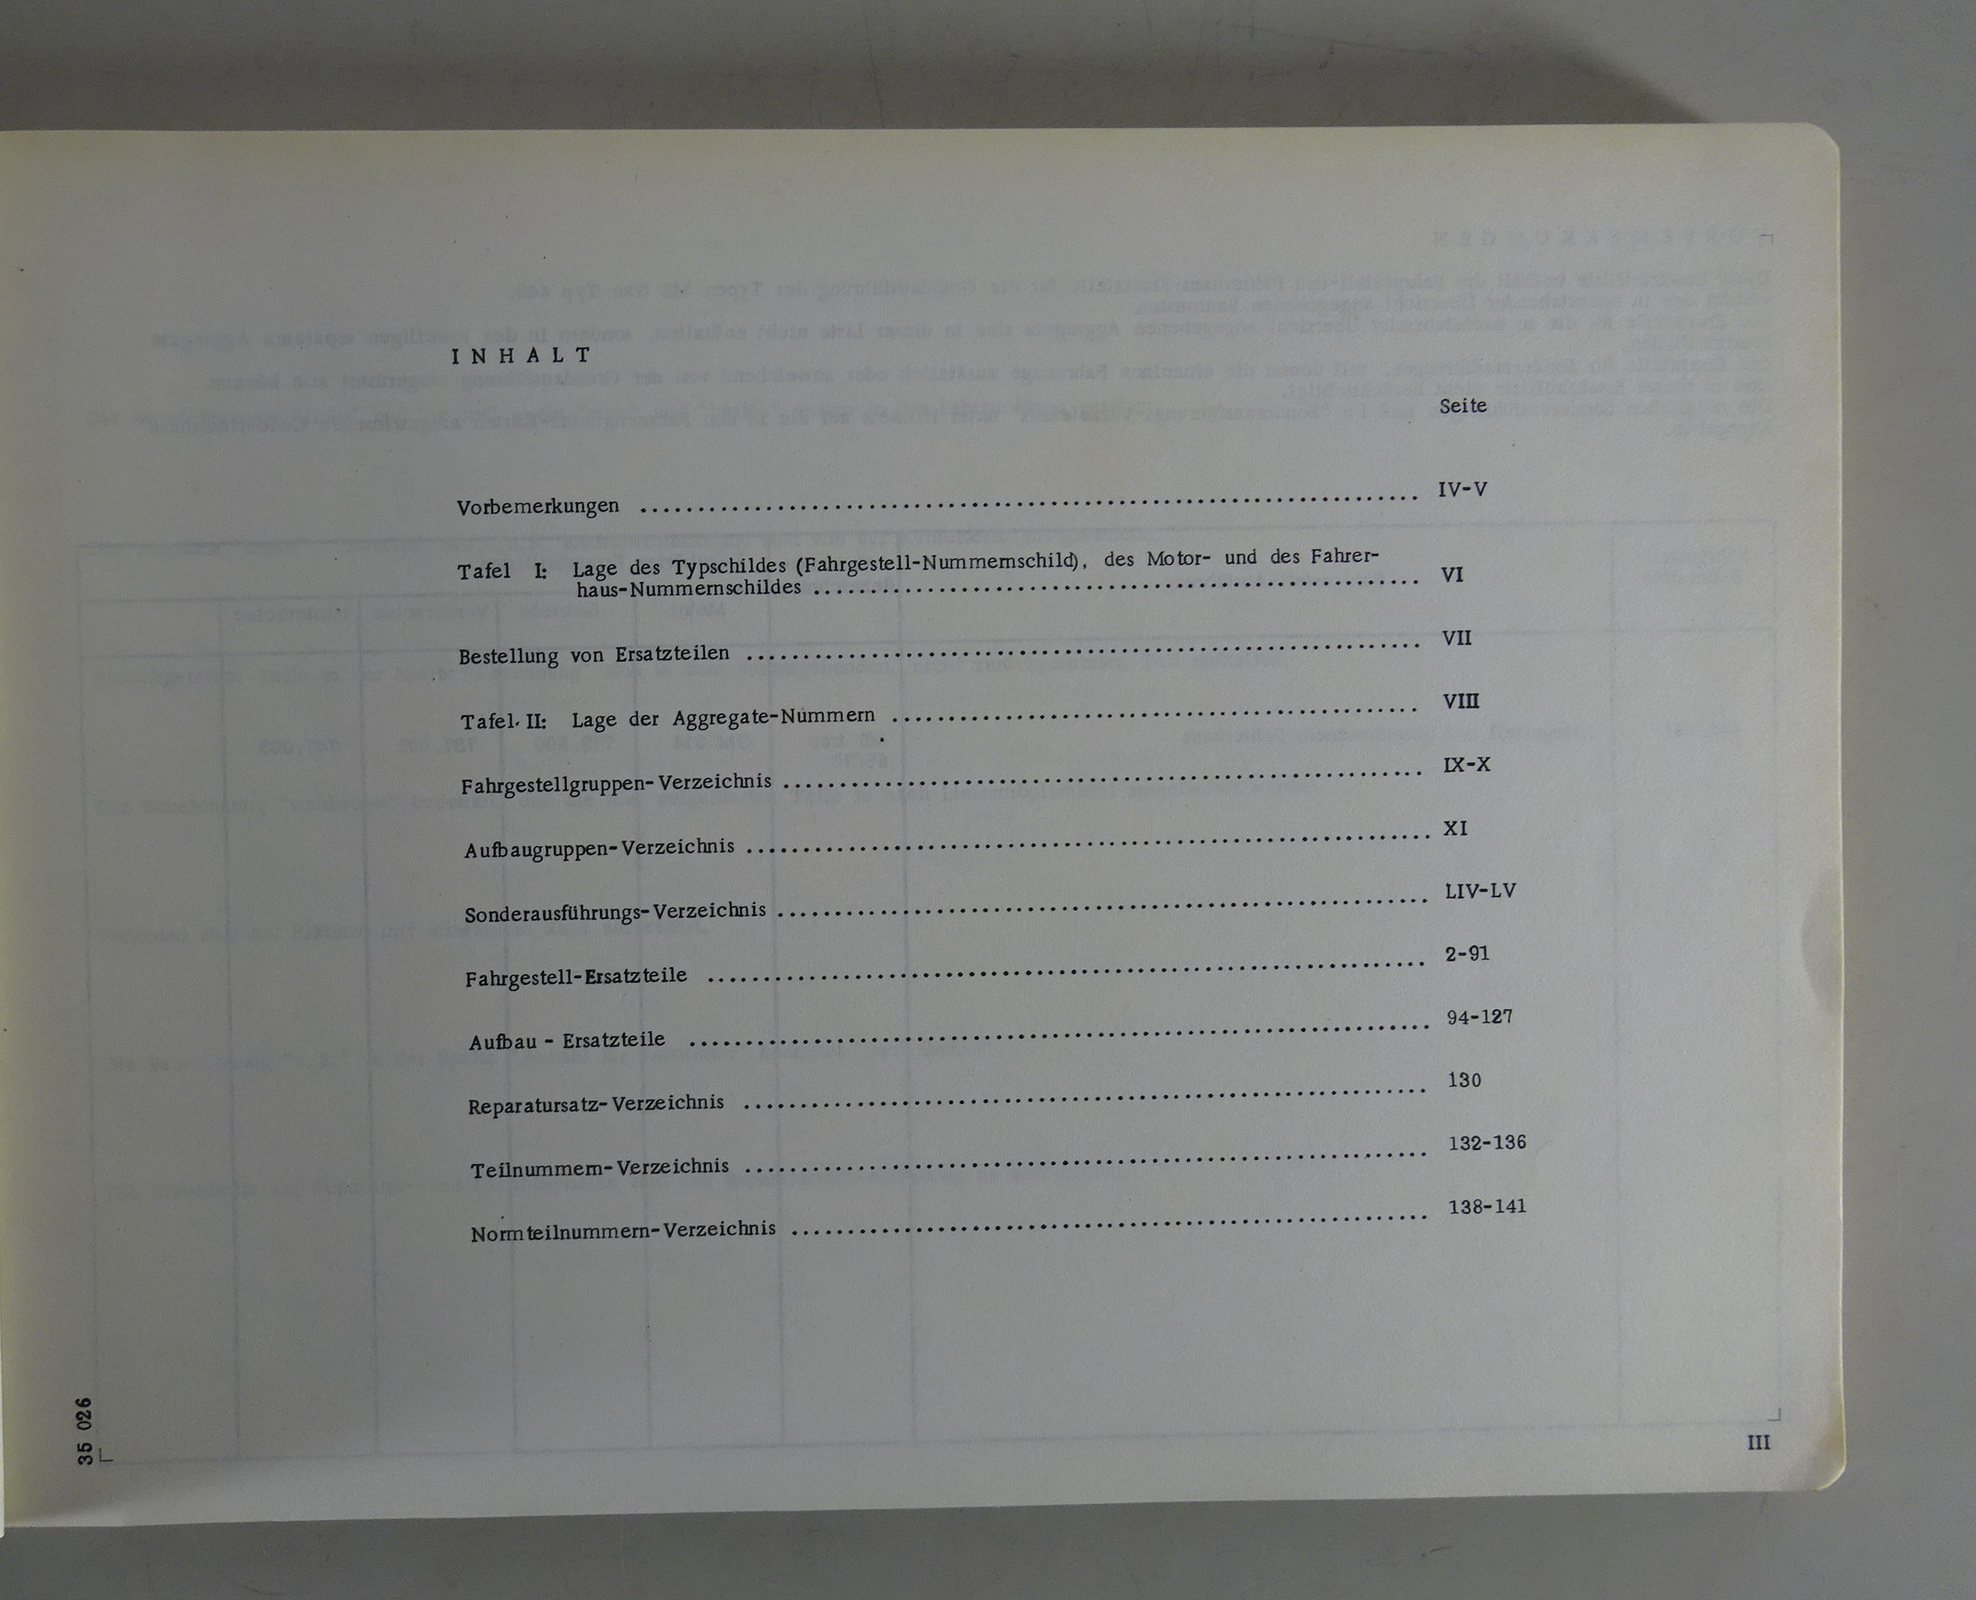 INHALT
Seite
Vorbemerkungen ........ IV-V
Tafel I: Lage des Typschildes (Fahrgestell-Nummernschild), des Motor- und des Fahrer-
haus-Nummernschildes ........ VI
Bestellung von Ersatzteilen ........ VII
Tafel II: Lage der Aggregate-Nummern ........ VIII
Fahrgestellgruppen-Verzeichnis ........ IX-X
Aufbaugruppen-Verzeichnis ........ XI
Sonderausführungs-Verzeichnis ........ LIV-LV
Fahrgestell-Ersatzteile ........ 2-91
Aufbau - Ersatzteile ........ 94-127
Reparatursatz-Verzeichnis ........ 130
Teilnummern-Verzeichnis ........ 132-136
Normteilnummern-Verzeichnis ........ 138-141
35 026
III